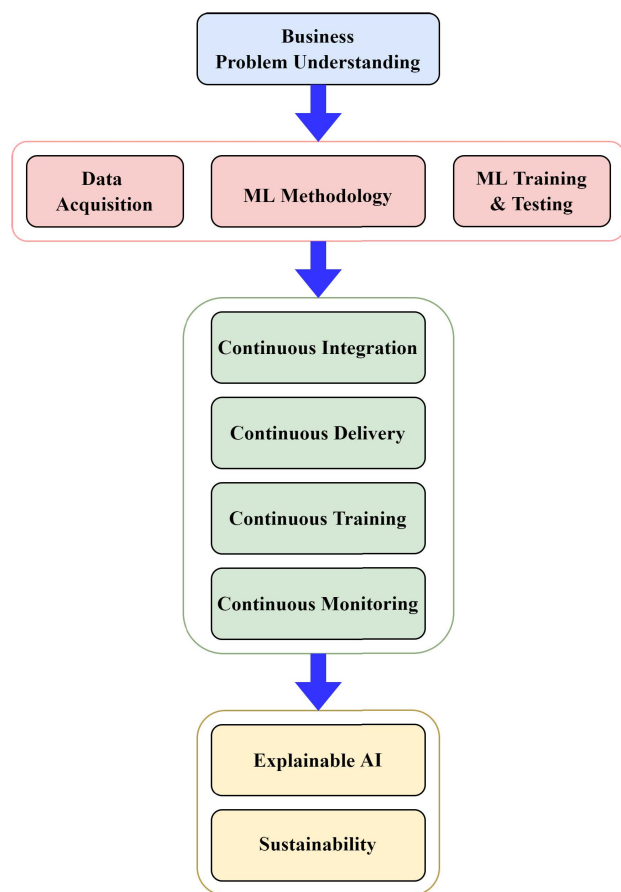 Business
Problem Understanding
Data
Acquisition
ML Methodology
ML Training
& Testing
Continuous Integration
Continuous Delivery
Continuous Training
Continuous Monitoring
Explainable AI
Sustainability